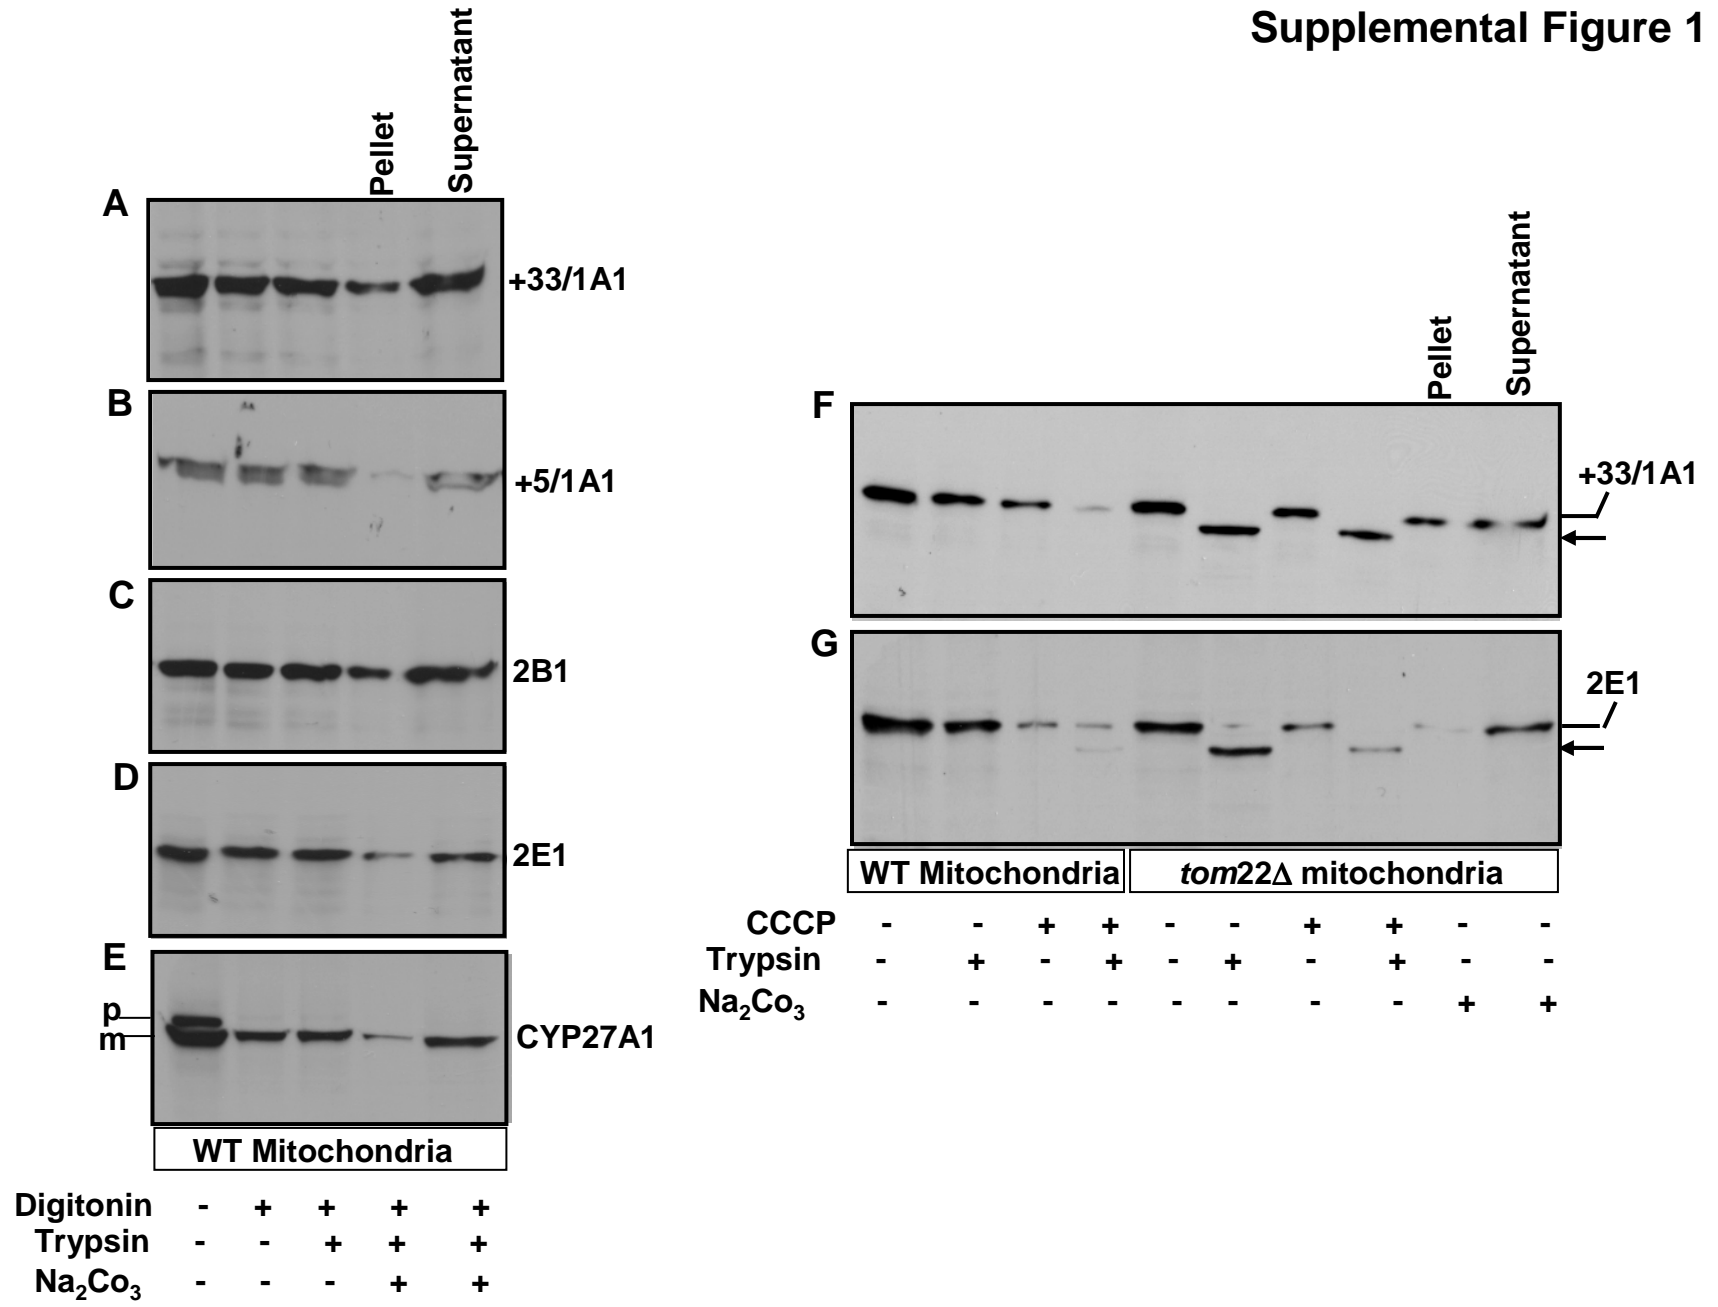 Supplemental Figure 1
Pellet
Supernatant
A
+33/1A1
B
+5/1A1
C
2B1
D
2E1
E
p
m
CYP27A1
WT Mitochondria
Digitonin - + + + +
Trypsin - - + + +
Na₂Co₃ - - - + +
Pellet
Supernatant
F
+33/1A1
G
2E1
WT Mitochondria
tom22Δ mitochondria
CCCP - - + + - - + + - -
Trypsin - + - + - + - + - -
Na₂Co₃ - - - - - - - - + +